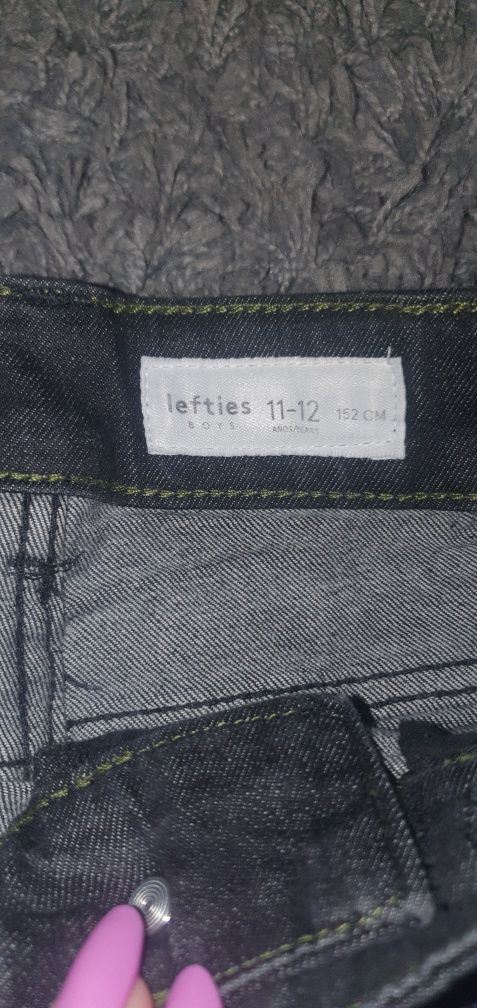 lefties 11-12 152 CM
BOYS AÑOS/YEARS